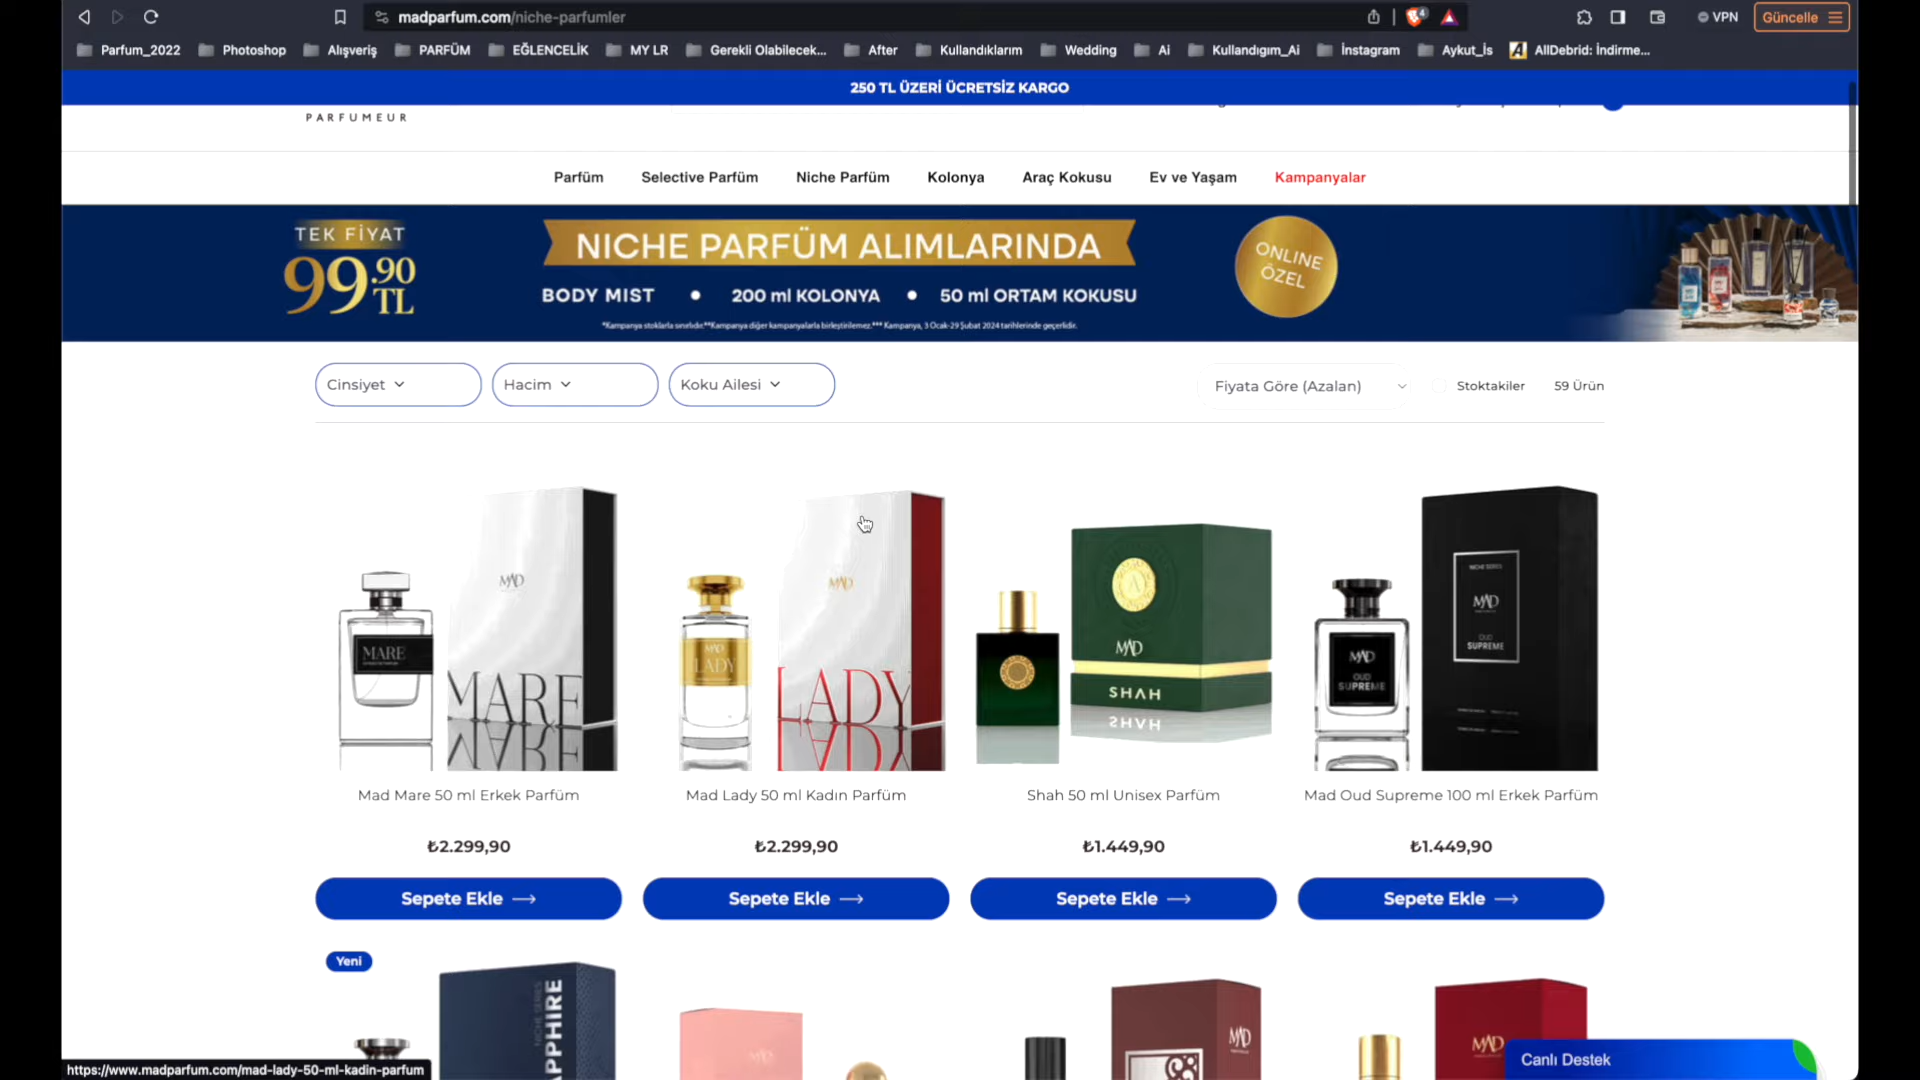 madparfum.com/niche-parfumler
4
VPN
Güncelle
Parfum_2022
Photoshop
Alışveriş
PARFÜM
EĞLENCELİK
MY LR
Gerekli Olabilecek...
After
Kullandıklarım
Wedding
Ai
Kullandıgım_Ai
İnstagram
Aykut_İs
AllDebrid: İndirme...
250 TL ÜZERİ ÜCRETSİZ KARGO
PARFUMEUR
Parfüm
Selective Parfüm
Niche Parfüm
Kolonya
Araç Kokusu
Ev ve Yaşam
Kampanyalar
TEK FİYAT
99.90 TL
NICHE PARFÜM ALIMLARINDA
BODY MIST • 200 ml KOLONYA • 50 ml ORTAM KOKUSU
*Kampanya stoklarla sınırlıdır.**Kampanya diğer kampanyalarla birleştirilemez.*** Kampanya, 3 Ocak-29 Şubat 2024 tarihlerinde geçerlidir.
ONLINE
ÖZEL
Cinsiyet
Hacim
Koku Ailesi
Fiyata Göre (Azalan)
Stoktakiler
59 Ürün
MARE
MAD
MARE
MAD
LADY
MAD
LADY
A
MAD
SHAH
MAD
OUD
SUPREME
NICHE SERIES
MAD
OUD
SUPREME
Mad Mare 50 ml Erkek Parfüm
Mad Lady 50 ml Kadın Parfüm
Shah 50 ml Unisex Parfüm
Mad Oud Supreme 100 ml Erkek Parfüm
₺2.299,90
₺2.299,90
₺1.449,90
₺1.449,90
Sepete Ekle
Sepete Ekle
Sepete Ekle
Sepete Ekle
Yeni
NICHE SERIES
APPHIRE
MAD
MAD
MAD
Canlı Destek
https://www.madparfum.com/mad-lady-50-ml-kadin-parfum